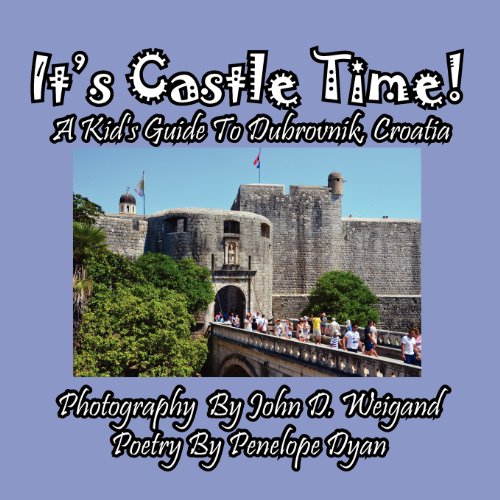 It's Castle Time!
A Kid's Guide To Dubrovnik, Croatia
Photography By John D. Weigand
Poetry By Penelope Dyan